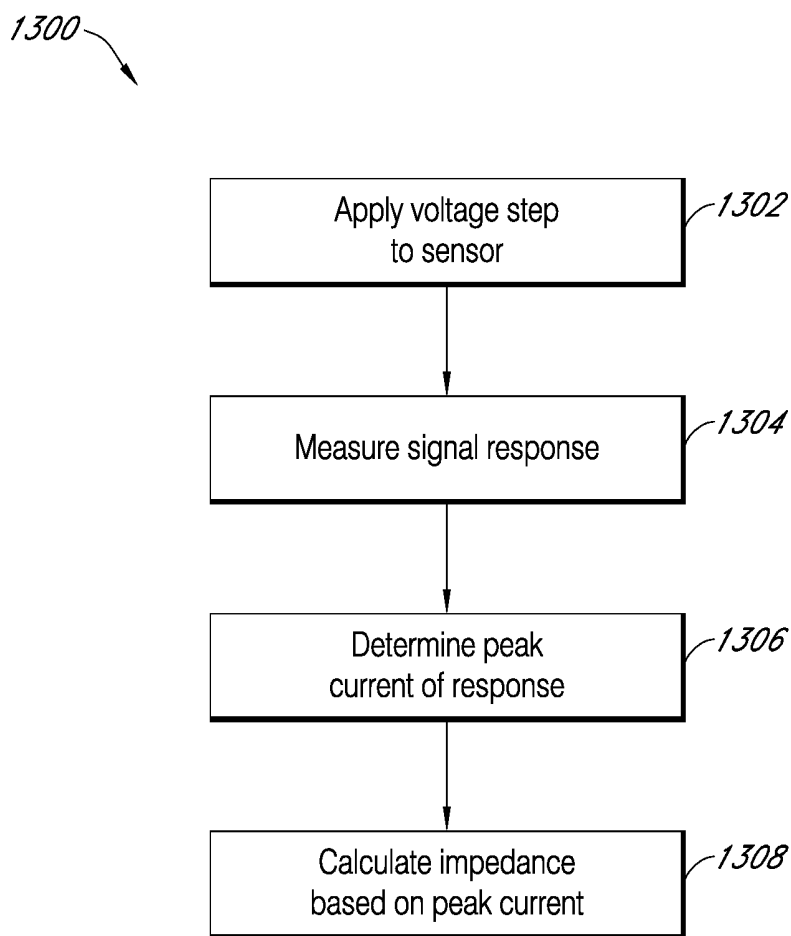 1300
Apply voltage step
to sensor
1302
Measure signal response
1304
Determine peak
current of response
1306
Calculate impedance
based on peak current
1308